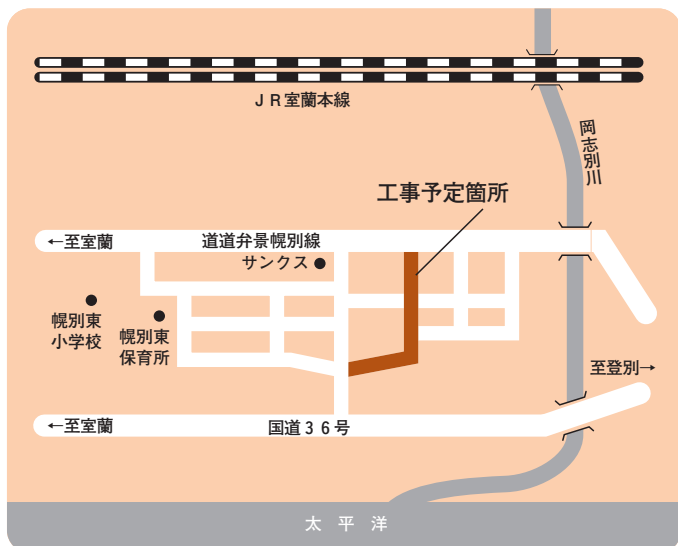 ＪＲ室蘭本線
岡志別川
工事予定箇所
←至室蘭
道道弁景幌別線
サンクス
幌別東
小学校
幌別東
保育所
至登別→
←至室蘭
国道３６号
太平洋